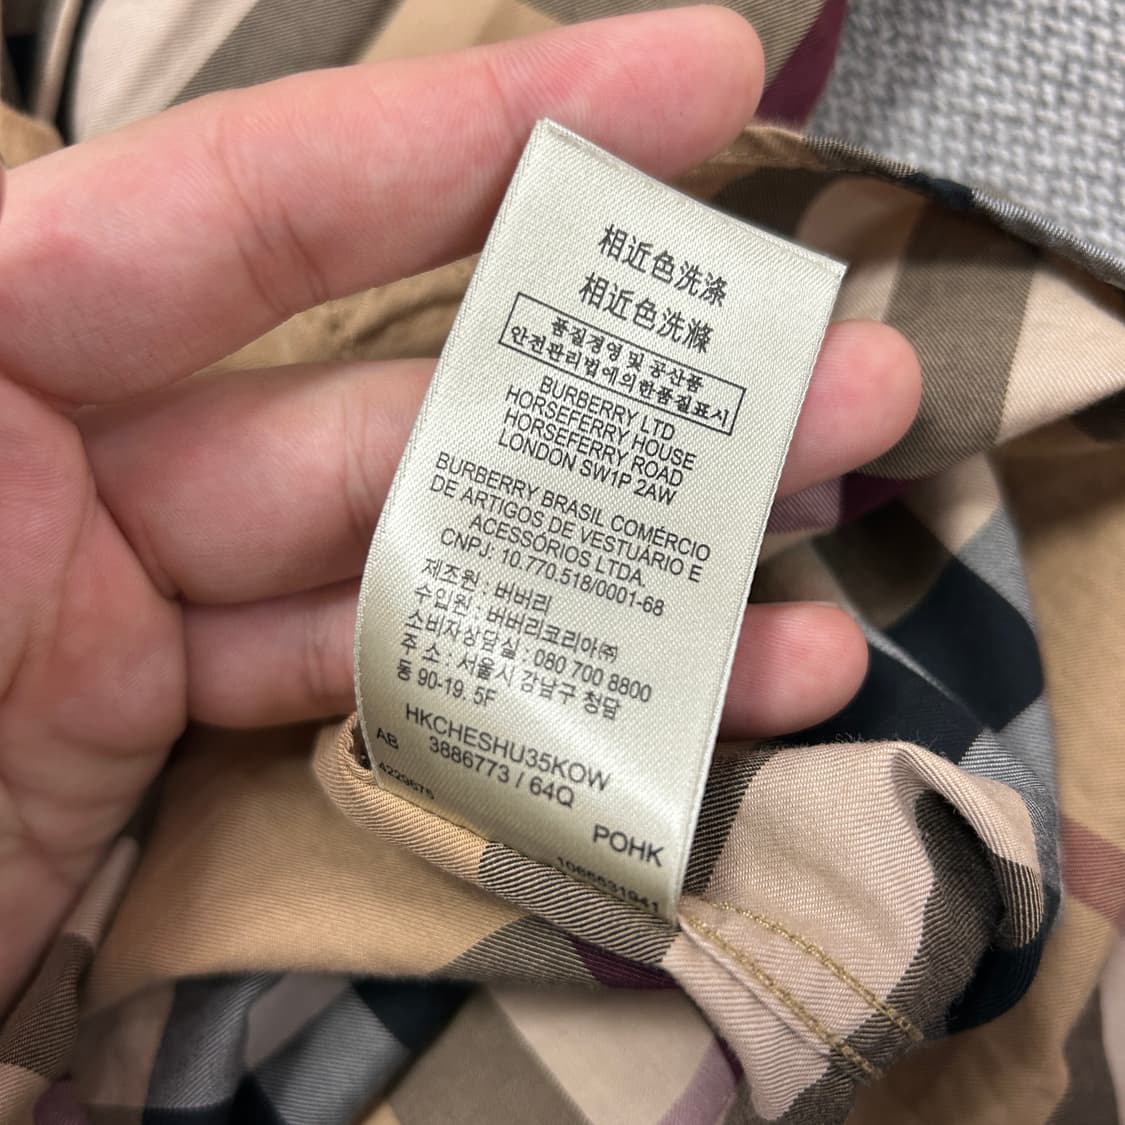 相近色洗涤
相近色洗滌
품질경영 및 공산품
안전관리법에의한품질표시
BURBERRY LTD
HORSEFERRY HOUSE
HORSEFERRY ROAD
LONDON SW1P 2AW
BURBERRY BRASIL COMÉRCIO
DE ARTIGOS DE VESTUÁRIO E
ACESSÓRIOS LTDA.
CNPJ: 10.770.518/0001-68
제조원 : 버버리
수입원 : 버버리코리아㈜
소비자상담실 : 080 700 8800
주 소 : 서울시 강남구 청담
동 90-19. 5F
HKCHESHU35KOW
AB 3886773 / 64Q
4229676
POHK